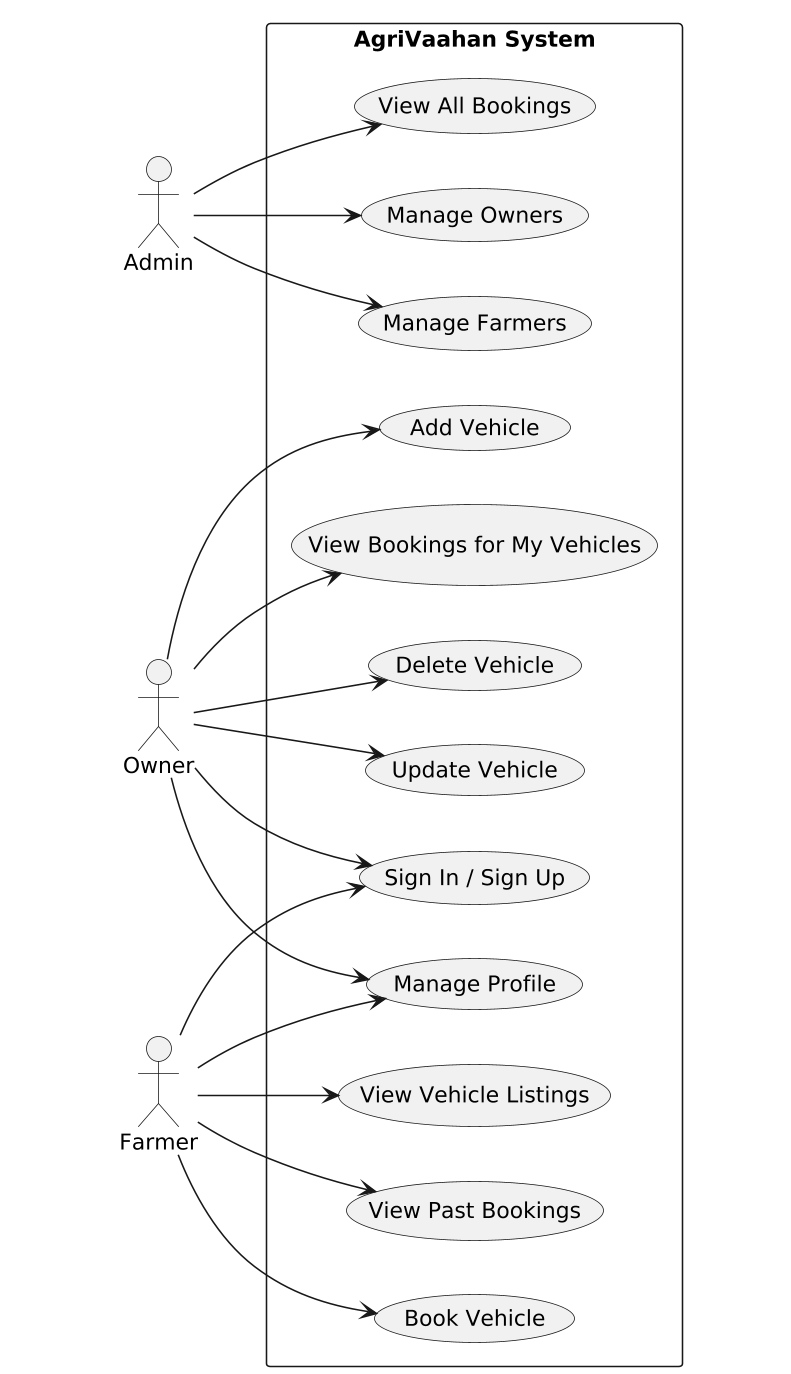 AgriVaahan System
View All Bookings
Manage Owners
Admin
Manage Farmers
Add Vehicle
View Bookings for My Vehicles
Delete Vehicle
Owner
Update Vehicle
Sign In / Sign Up
Manage Profile
View Vehicle Listings
Farmer
View Past Bookings
Book Vehicle